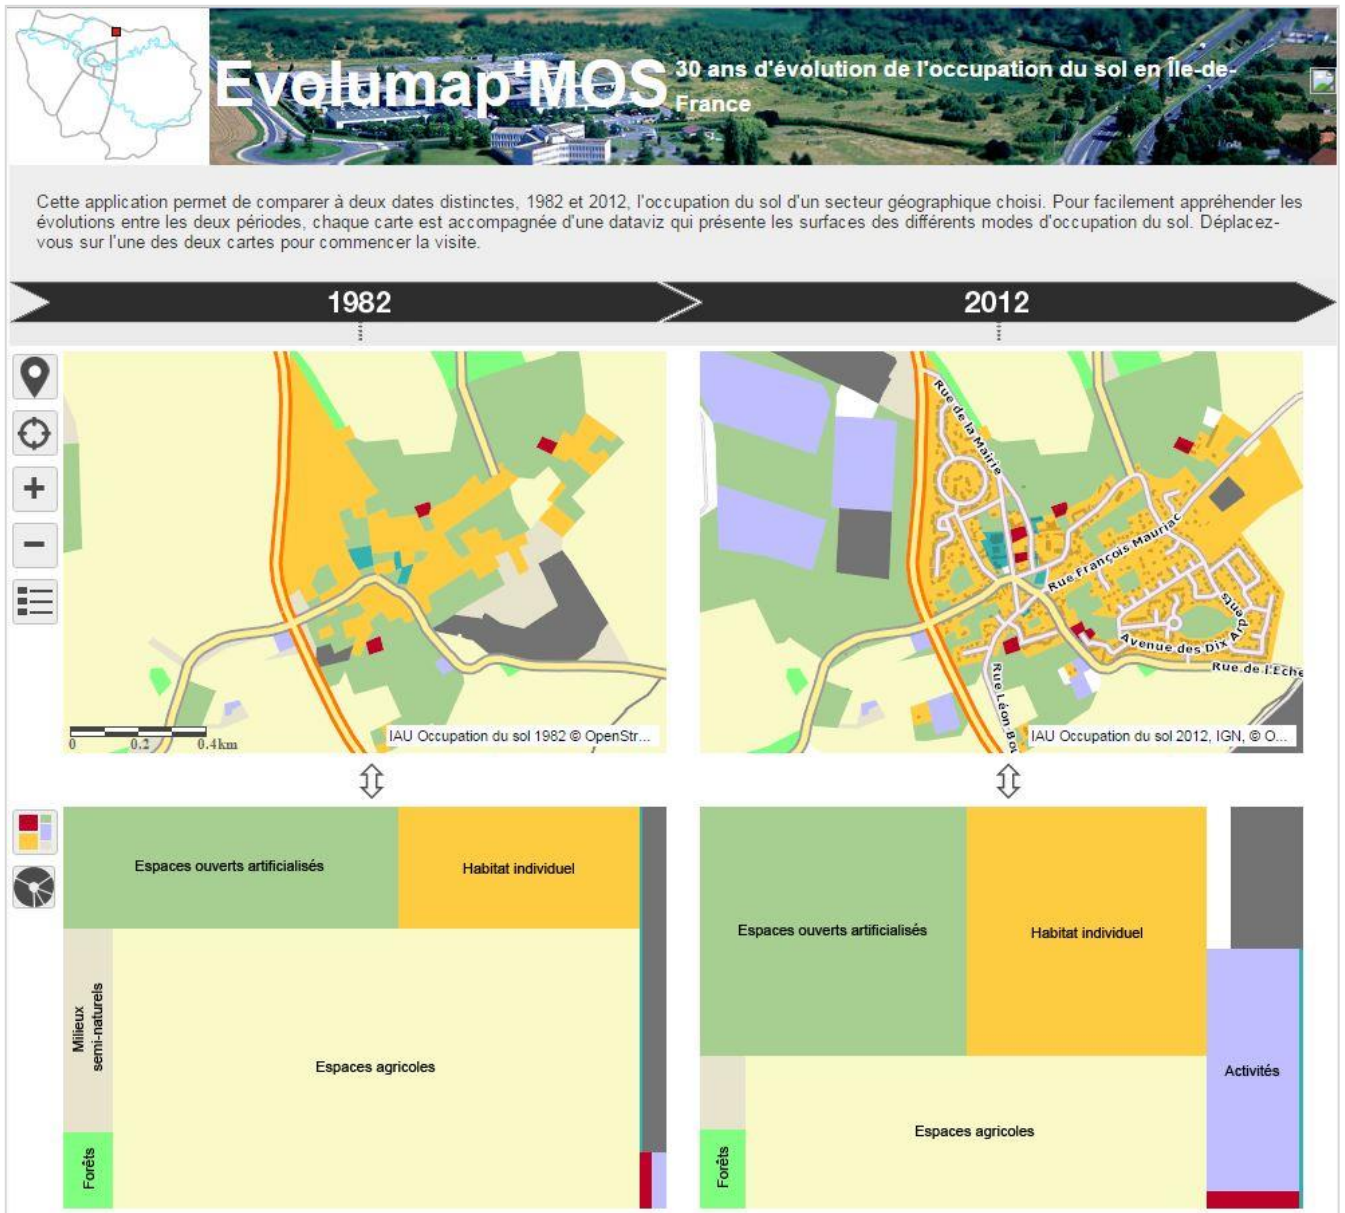 Evolumap'MOS
30 ans d'évolution de l'occupation du sol en Île-de-
France
Cette application permet de comparer à deux dates distinctes, 1982 et 2012, l'occupation du sol d'un secteur géographique choisi. Pour facilement appréhender les
évolutions entre les deux périodes, chaque carte est accompagnée d'une dataviz qui présente les surfaces des différents modes d'occupation du sol. Déplacez-
vous sur l'une des deux cartes pour commencer la visite.
1982
2012
0 0.2 0.4km
IAU Occupation du sol 1982 © OpenStr...
Rue de la Mairie
Rue François Mauriac
Avenue des Dix Arpents
Rue de l'Eche
Rue Léon Bou
IAU Occupation du sol 2012, IGN, © O...
Espaces ouverts artificialisés
Habitat individuel
Milieux
semi-naturels
Espaces agricoles
Forêts
Espaces ouverts artificialisés
Habitat individuel
Activités
Espaces agricoles
Forêts